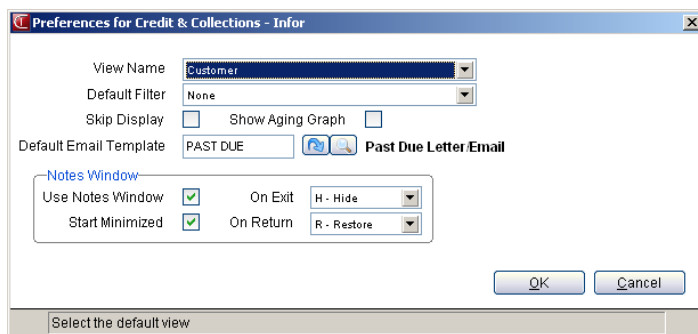 Preferences for Credit & Collections - Infor
View Name Customer
Default Filter None
Skip Display Show Aging Graph
Default Email Template PAST DUE Past Due Letter/Email
Notes Window
Use Notes Window On Exit H - Hide
Start Minimized On Return R - Restore
OK Cancel
Select the default view